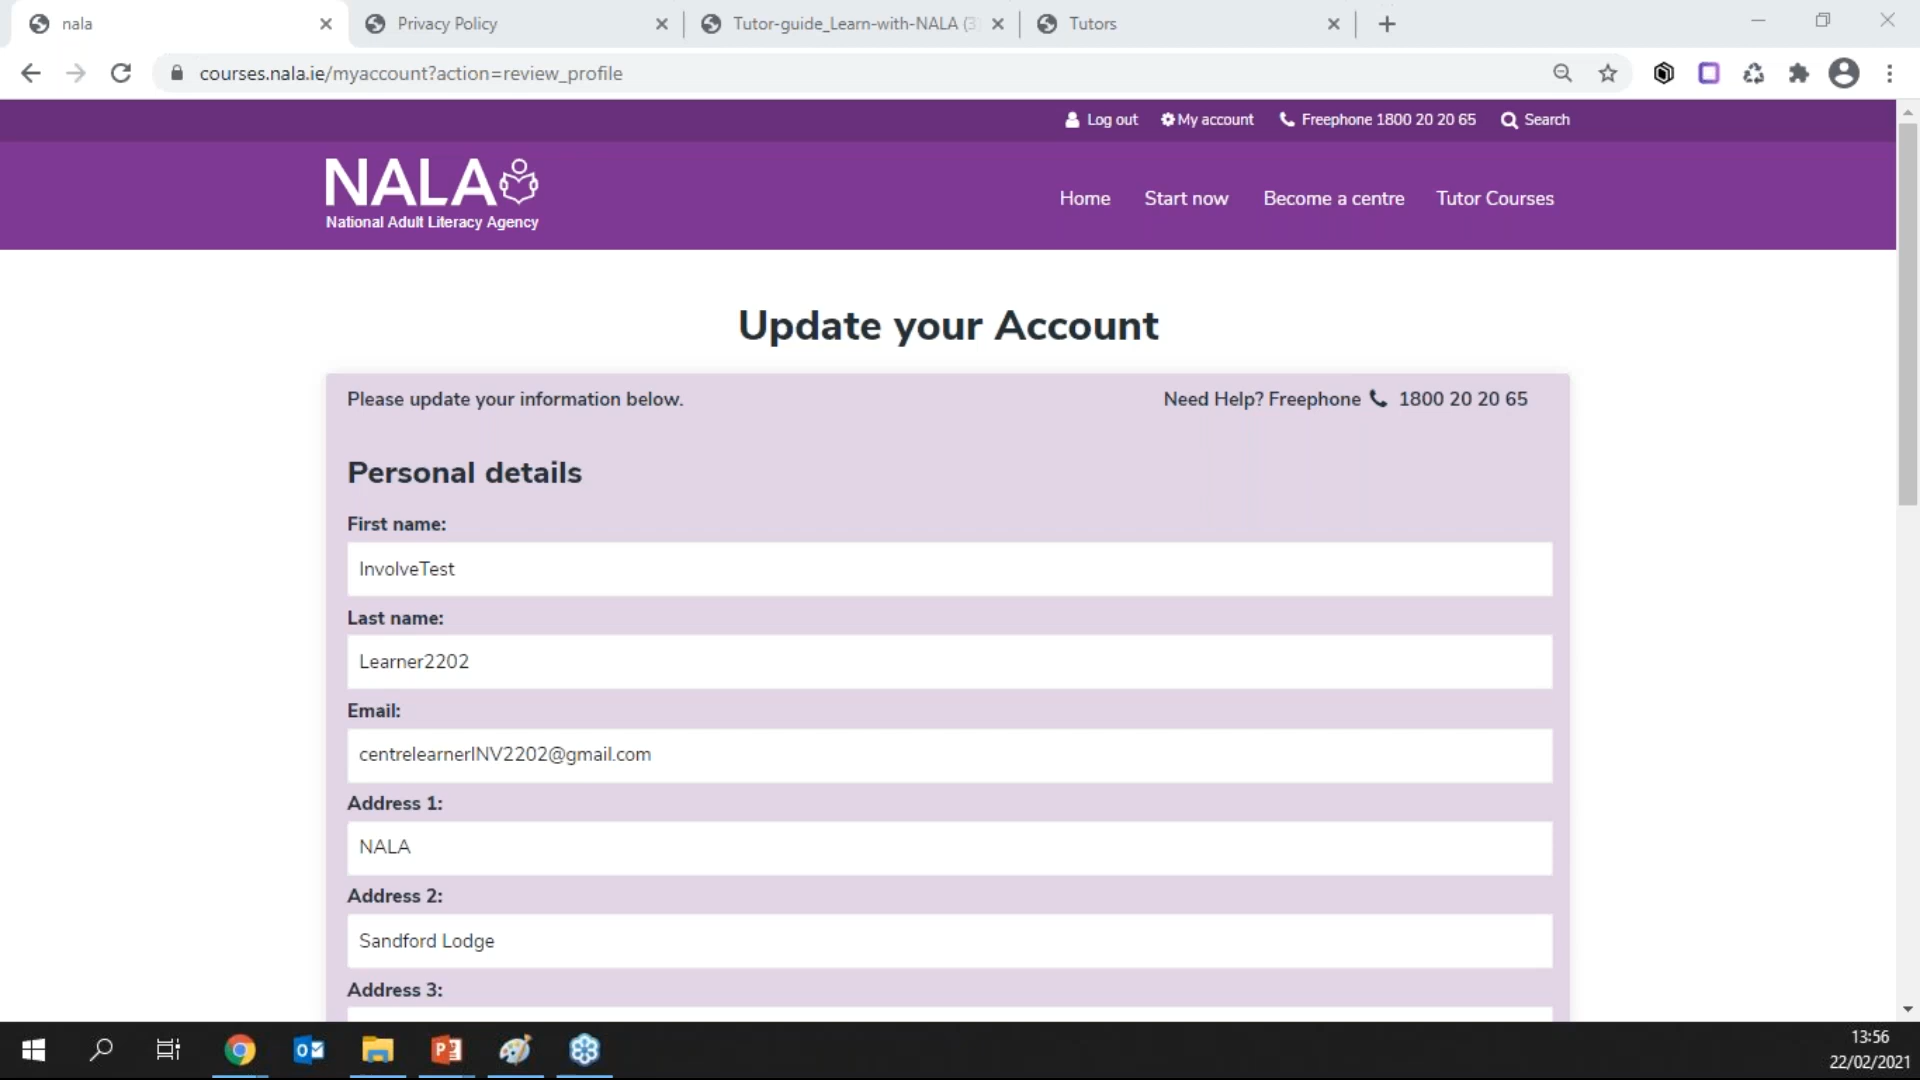 nala
Privacy Policy
Tutor-guide_Learn-with-NALA (3)
Tutors
courses.nala.ie/myaccount?action=review_profile
Log out
My account
Freephone 1800 20 20 65
Search
NALA
National Adult Literacy Agency
Home
Start now
Become a centre
Tutor Courses
Update your Account
Please update your information below.
Need Help? Freephone 1800 20 20 65
Personal details
First name:
InvolveTest
Last name:
Learner2202
Email:
centrelearnerINV2202@gmail.com
Address 1:
NALA
Address 2:
Sandford Lodge
Address 3:
13:56
22/02/2021